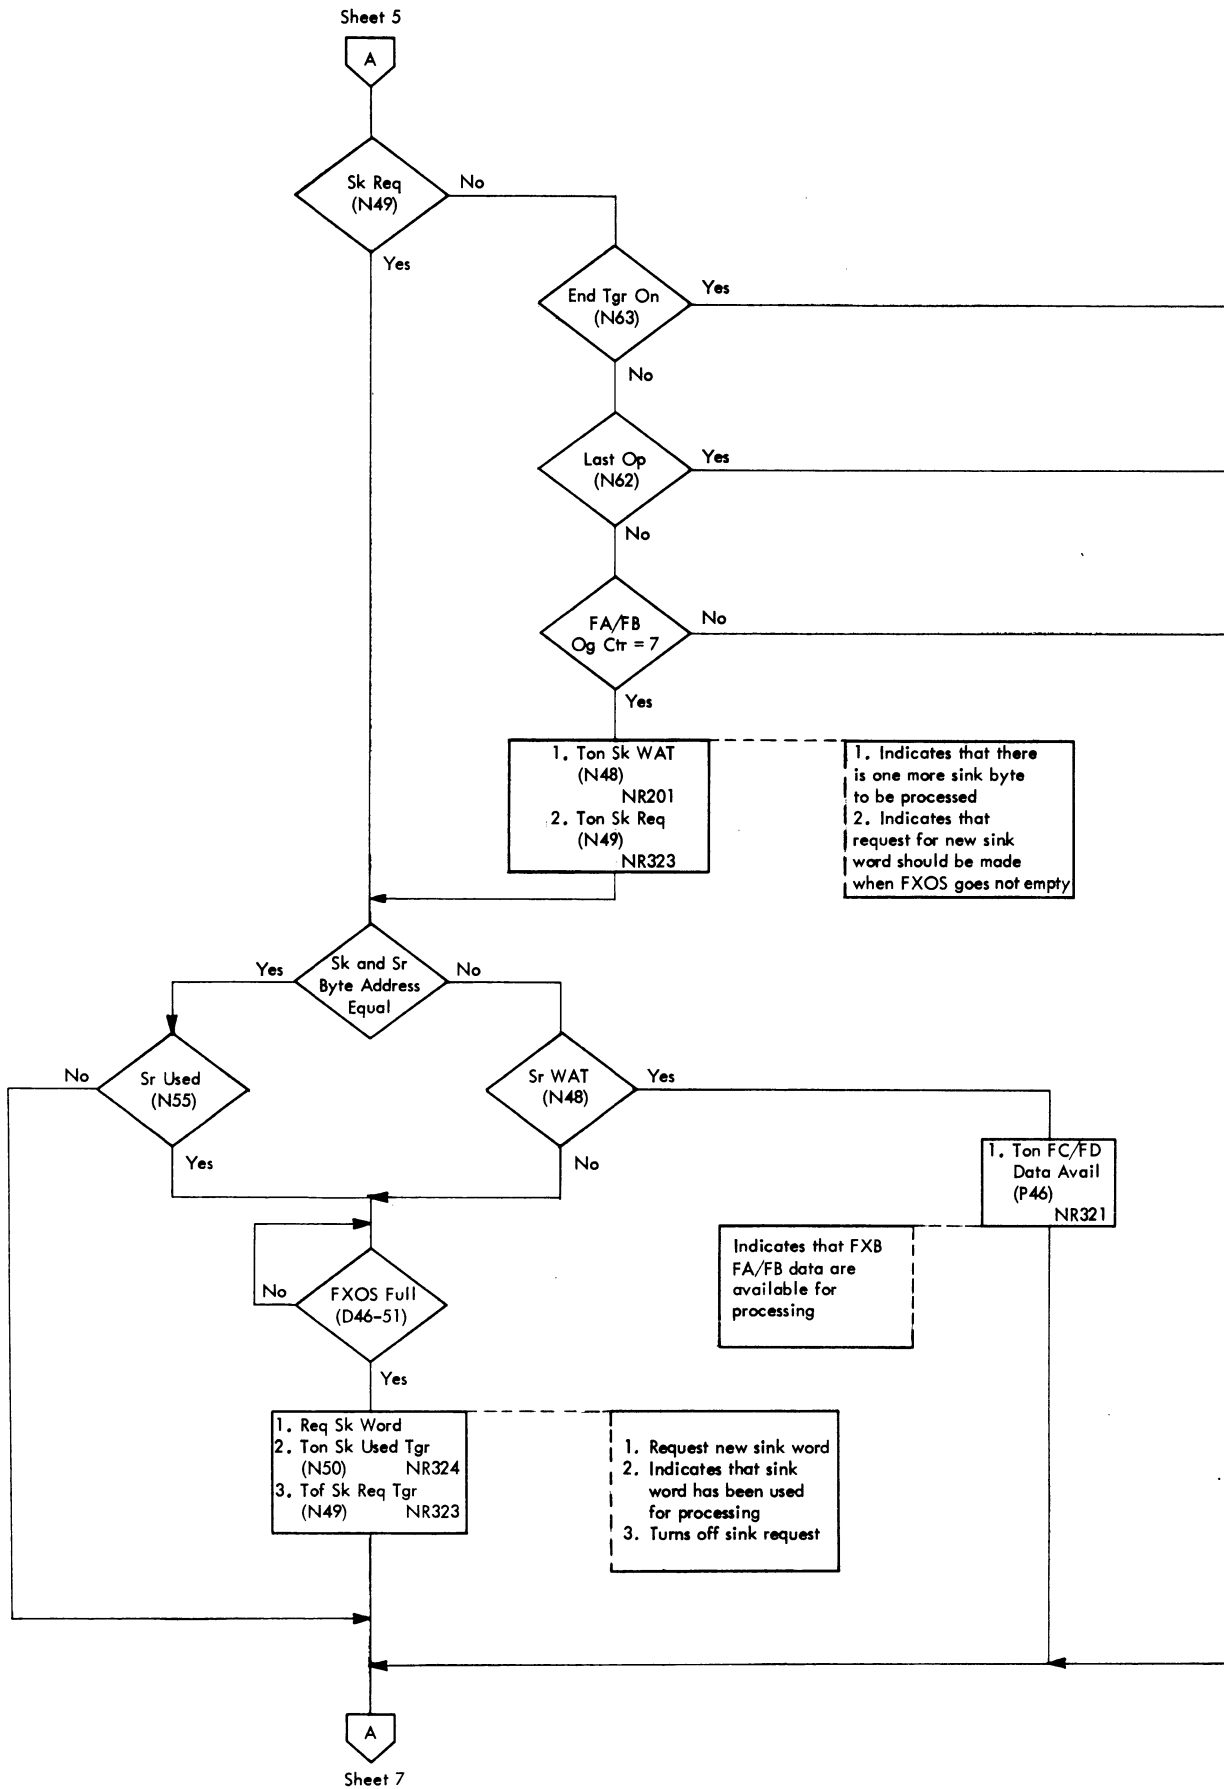 Sheet 5
A
Sk Req
(N49)
No
Yes
End Tgr On
(N63)
Yes
No
Last Op
(N62)
Yes
No
FA/FB
Og Ctr = 7
No
Yes
1. Ton Sk WAT
(N48)
NR201
2. Ton Sk Req
(N49)
NR323
1. Indicates that there
is one more sink byte
to be processed
2. Indicates that
request for new sink
word should be made
when FXOS goes not empty
Sk and Sr
Byte Address
Equal
Yes
No
Sr Used
(N55)
No
Yes
Sr WAT
(N48)
Yes
No
1. Ton FC/FD
Data Avail
(P46)
NR321
Indicates that FXB
FA/FB data are
available for
processing
FXOS Full
(D46-51)
No
Yes
1. Req Sk Word
2. Ton Sk Used Tgr
(N50) NR324
3. Tof Sk Req Tgr
(N49) NR323
1. Request new sink word
2. Indicates that sink
word has been used
for processing
3. Turns off sink request
A
Sheet 7